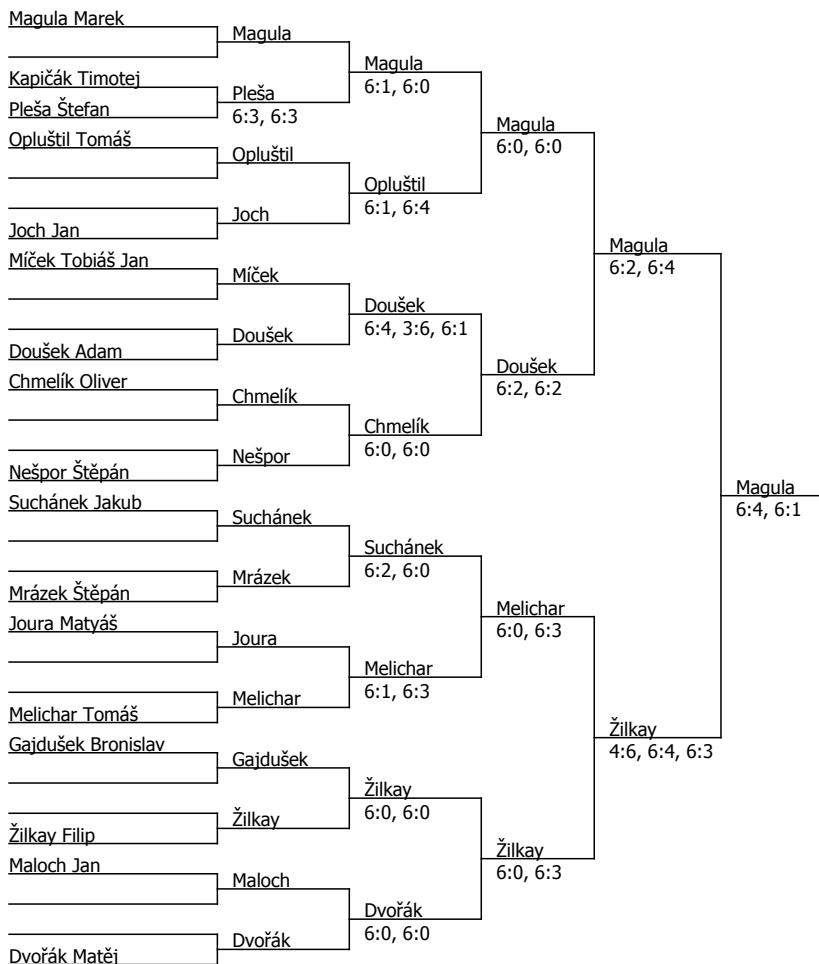 Magula Marek
Kapičák Timotej
Pleša Štefan
Opluštil Tomáš
Joch Jan
Míček Tobiáš Jan
Doušek Adam
Chmelík Oliver
Nešpor Štěpán
Suchánek Jakub
Mrázek Štěpán
Joura Matyáš
Melichar Tomáš
Gajdušek Bronislav
Žilkay Filip
Maloch Jan
Dvořák Matěj
Magula
Pleša
6:3, 6:3
Opluštil
Joch
Míček
Doušek
Chmelík
Nešpor
Suchánek
Mrázek
Joura
Melichar
Gajdušek
Žilkay
Maloch
Dvořák
Magula
6:1, 6:0
Opluštil
6:1, 6:4
Doušek
6:4, 3:6, 6:1
Chmelík
6:0, 6:0
Suchánek
6:2, 6:0
Melichar
6:1, 6:3
Žilkay
6:0, 6:0
Dvořák
6:0, 6:0
Magula
6:0, 6:0
Doušek
6:2, 6:2
Melichar
6:0, 6:3
Žilkay
6:0, 6:3
Magula
6:2, 6:4
Žilkay
4:6, 6:4, 6:3
Magula
6:4, 6:1